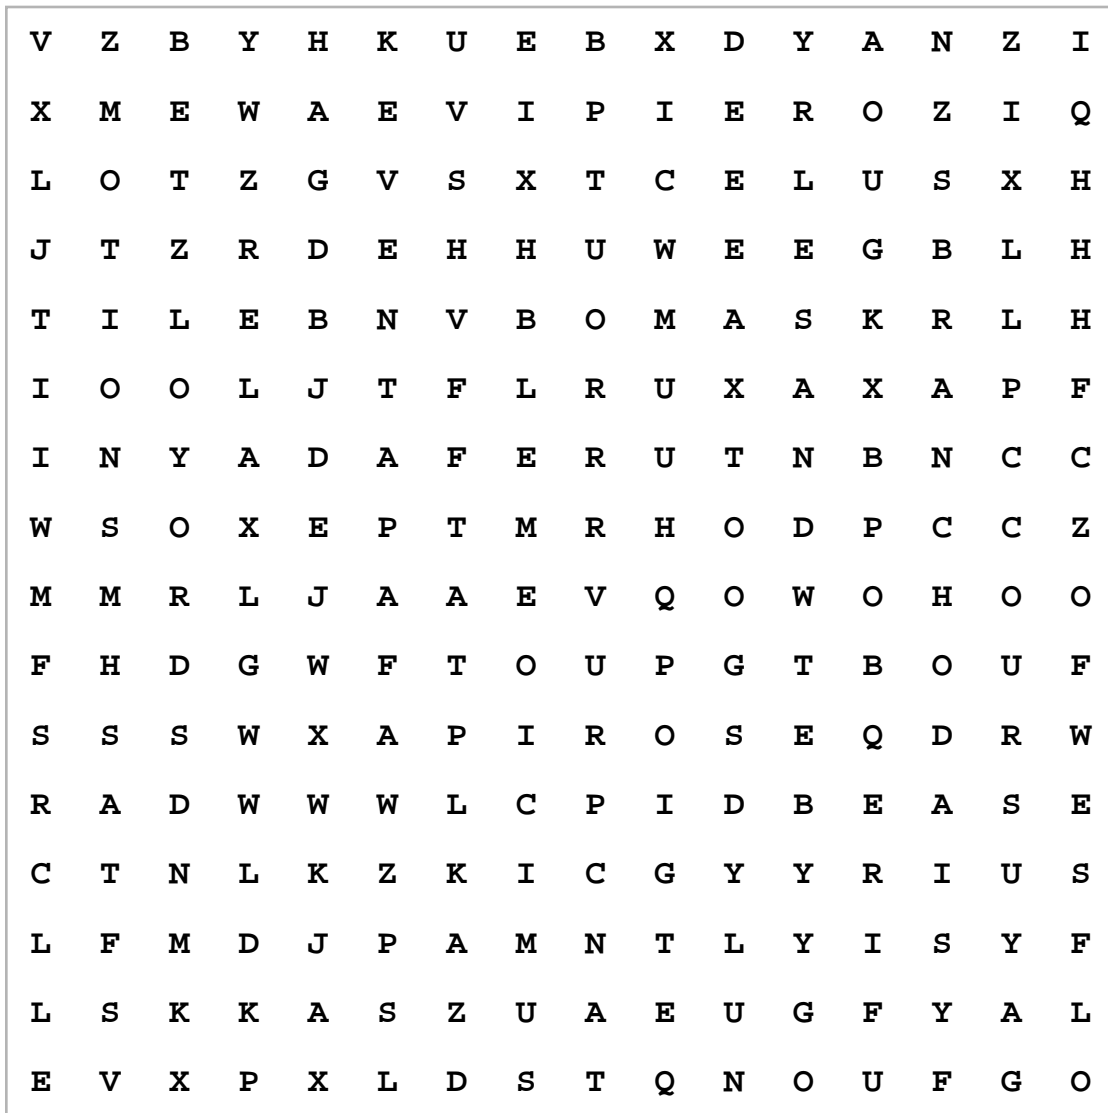 V Z B Y H K U E B X D Y A N Z I
X M E W A E V I P I E R O Z I Q
L O T Z G V S X T C E L U S X H
J T Z R D E H H U W E E G B L H
T I L E B N V B O M A S K R L H
I O O L J T F L R U X A X A P F
I N Y A D A F E R U T N B N C C
W S O X E P T M R H O D P C C Z
M M R L J A A E V Q O W O H O O
F H D G W F T O U P G T B O U F
S S S W X A P I R O S E Q D R W
R A D W W W L C P I D B E A S E
C T N L K Z K I C G Y Y R I U S
L F M D J P A M N T L Y I S Y F
L S K K A S Z U A E U G F Y A L
E V X P X L D S T Q N O U F G O